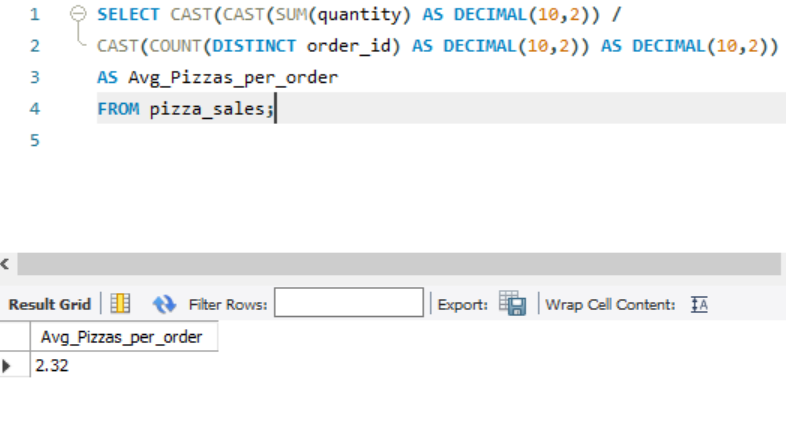 1 SELECT CAST(CAST(SUM(quantity) AS DECIMAL(10,2)) /
2 CAST(COUNT(DISTINCT order_id) AS DECIMAL(10,2)) AS DECIMAL(10,2))
3 AS Avg_Pizzas_per_order
4 FROM pizza_sales;
5
Result Grid Filter Rows: Export: Wrap Cell Content: IA
Avg_Pizzas_per_order
2.32